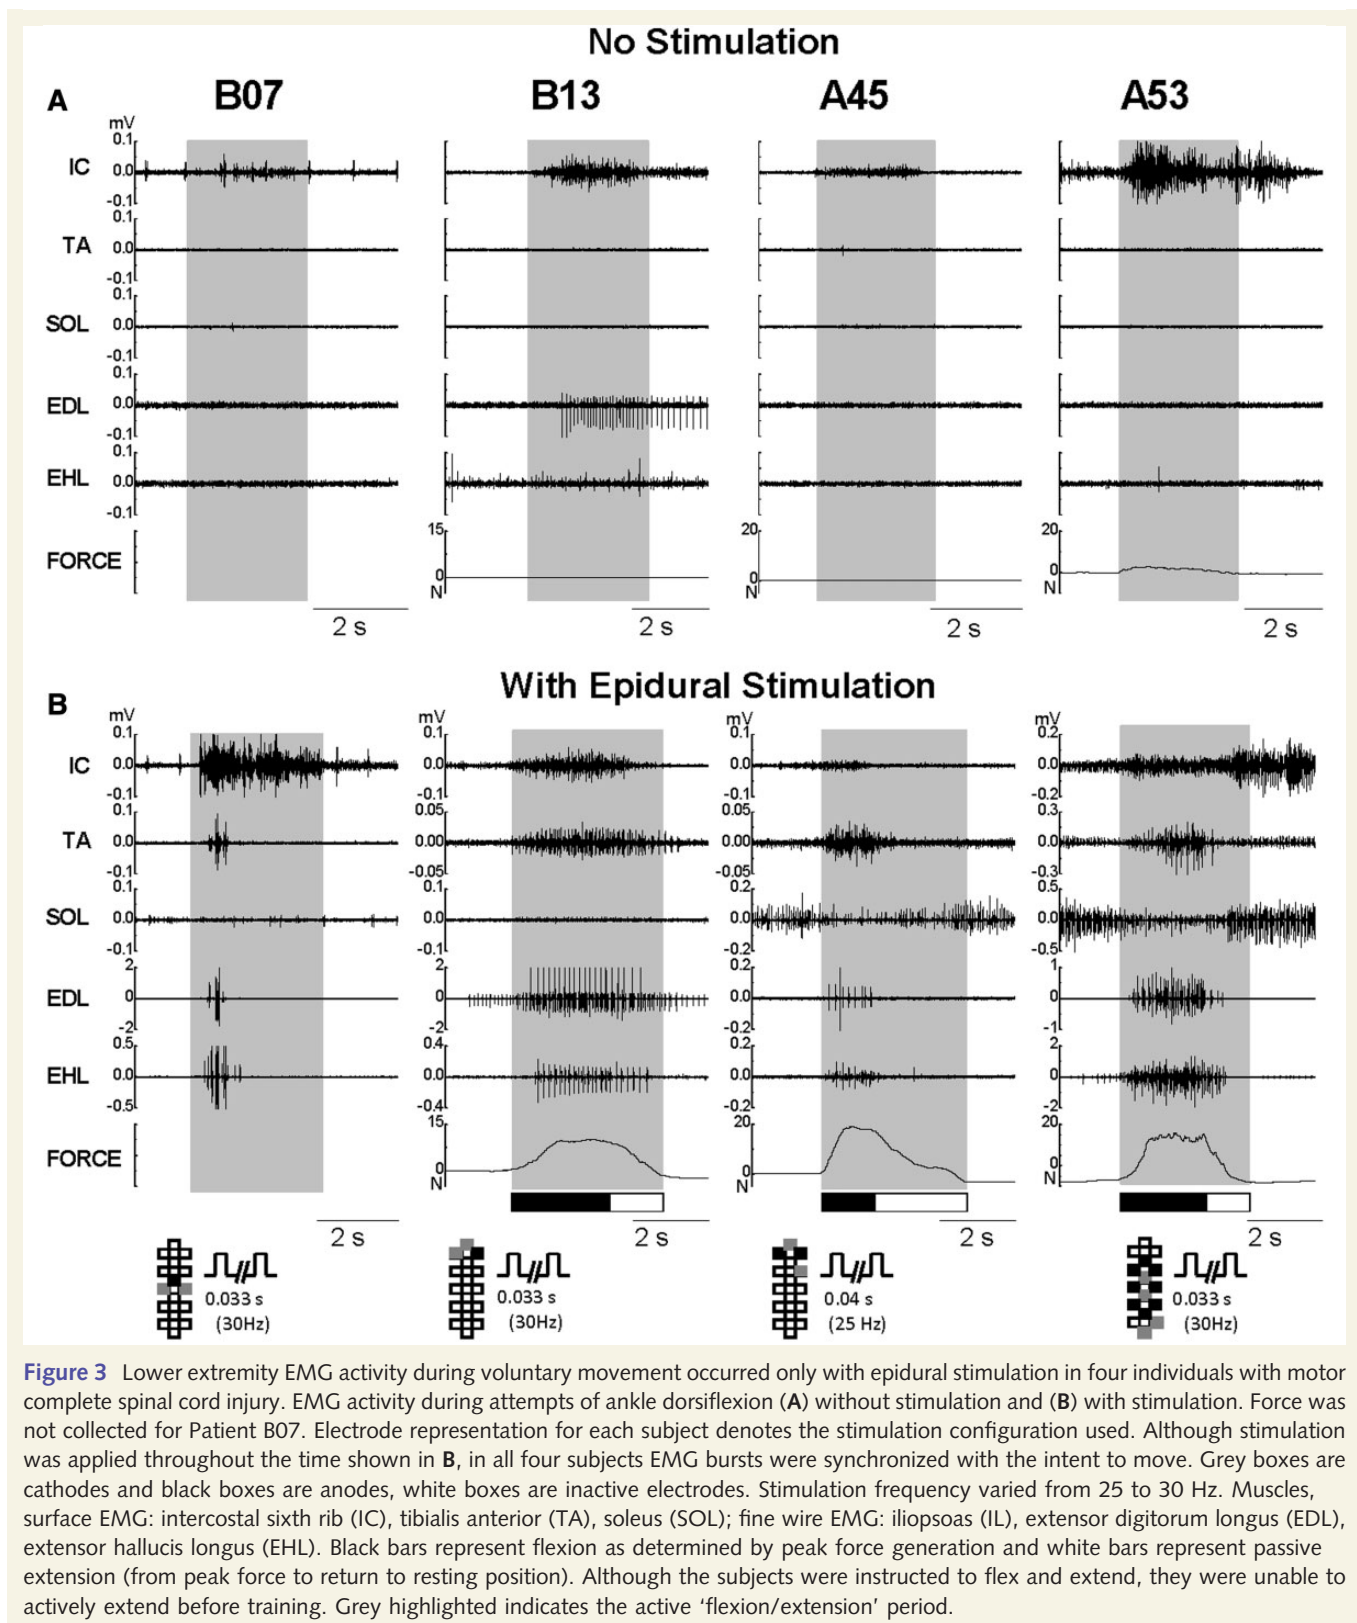 No Stimulation
A
B07
B13
A45
A53
mV
IC
0.1
0.0
-0.1
TA
0.1
0.0
-0.1
SOL
0.1
0.0
-0.1
EDL
0.1
0.0
-0.1
EHL
0.1
0.0
-0.1
FORCE
15
0
N
20
0
N
20
0
N
2 s
2 s
2 s
2 s
With Epidural Stimulation
B
mV
mV
mV
mV
IC
0.1
0.0
-0.1
0.1
0.0
-0.1
0.1
0.0
-0.1
0.2
0.0
-0.2
TA
0.1
0.0
-0.1
0.05
0.00
-0.05
0.05
0.00
-0.05
0.3
0.0
-0.3
SOL
0.1
0.0
-0.1
0.1
0.0
-0.1
0.2
0.0
-0.2
0.5
0.0
-0.5
EDL
2
0
-2
2
0
-2
0.2
0.0
-0.2
1
0
-1
EHL
0.5
0.0
-0.5
0.4
0.0
-0.4
0.2
0.0
-0.2
2
0
-2
FORCE
15
0
N
20
0
N
20
0
N
2 s
2 s
2 s
2 s
0.033 s
(30Hz)
0.033 s
(30Hz)
0.04 s
(25 Hz)
0.033 s
(30Hz)
Figure 3 Lower extremity EMG activity during voluntary movement occurred only with epidural stimulation in four individuals with motor
complete spinal cord injury. EMG activity during attempts of ankle dorsiflexion (A) without stimulation and (B) with stimulation. Force was
not collected for Patient B07. Electrode representation for each subject denotes the stimulation configuration used. Although stimulation
was applied throughout the time shown in B, in all four subjects EMG bursts were synchronized with the intent to move. Grey boxes are
cathodes and black boxes are anodes, white boxes are inactive electrodes. Stimulation frequency varied from 25 to 30 Hz. Muscles,
surface EMG: intercostal sixth rib (IC), tibialis anterior (TA), soleus (SOL); fine wire EMG: iliopsoas (IL), extensor digitorum longus (EDL),
extensor hallucis longus (EHL). Black bars represent flexion as determined by peak force generation and white bars represent passive
extension (from peak force to return to resting position). Although the subjects were instructed to flex and extend, they were unable to
actively extend before training. Grey highlighted indicates the active 'flexion/extension' period.